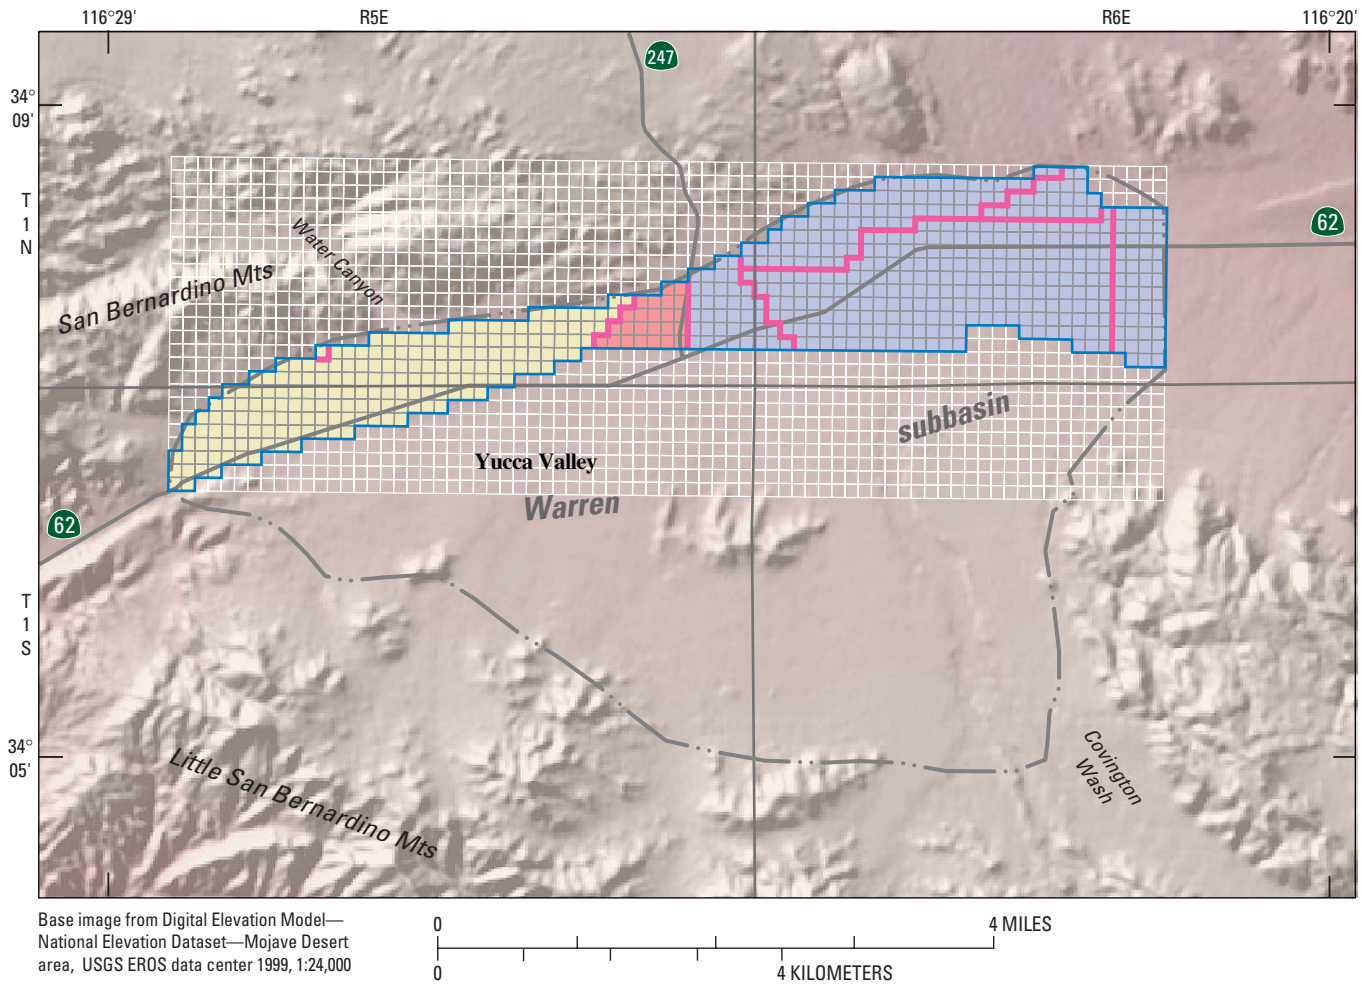 116°29'
R5E
R6E
116°20'
247
34°
09'
T
1
N
62
Water Canyon
San Bernardino Mts
subbasin
Yucca Valley
Warren
62
T
1
S
34°
05'
Little San Bernardino Mts
Covington
Wash
Base image from Digital Elevation Model—
National Elevation Dataset—Mojave Desert
area, USGS EROS data center 1999, 1:24,000
0
4 MILES
0
4 KILOMETERS